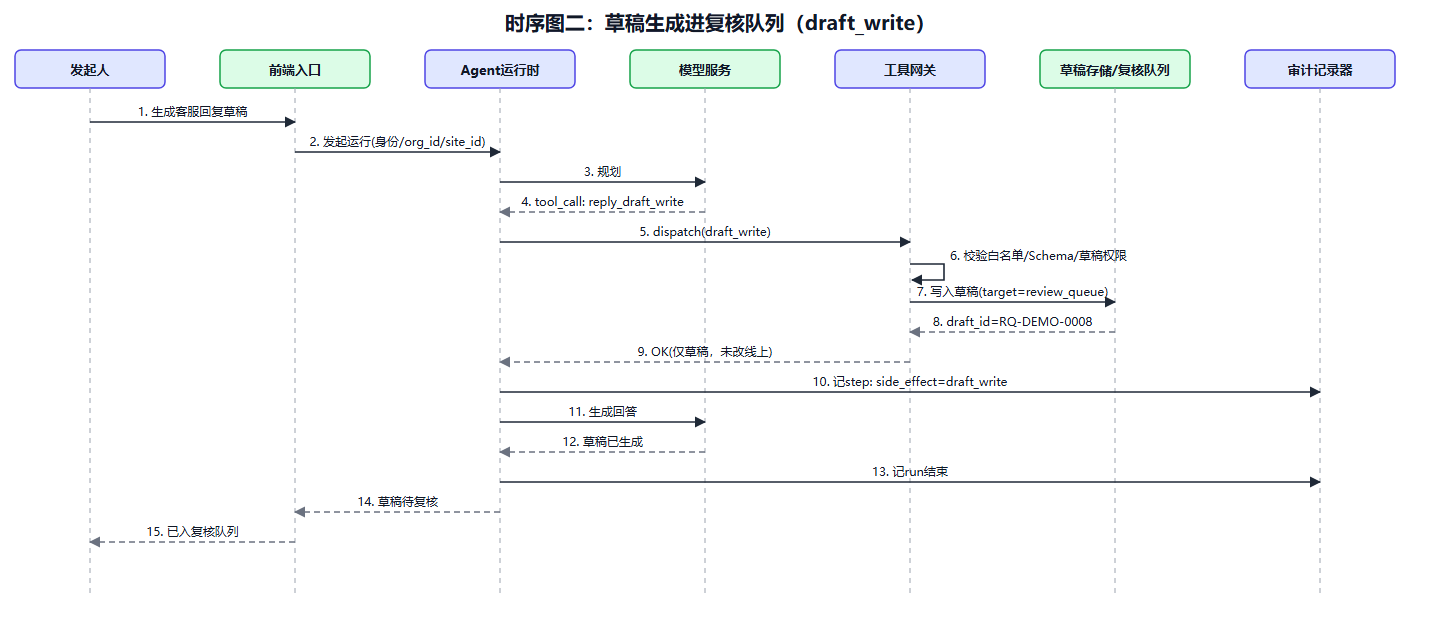 时序图二：草稿生成进复核队列（draft_write）
发起人
前端入口
Agent运行时
模型服务
工具网关
草稿存储/复核队列
审计记录器
1. 生成客服回复草稿
2. 发起运行(身份/org_id/site_id)
3. 规划
4. tool_call: reply_draft_write
5. dispatch(draft_write)
6. 校验白名单/Schema/草稿权限
7. 写入草稿(target=review_queue)
8. draft_id=RQ-DEMO-0008
9. OK(仅草稿，未改线上)
10. 记step: side_effect=draft_write
11. 生成回答
12. 草稿已生成
13. 记run结束
14. 草稿待复核
15. 已入复核队列